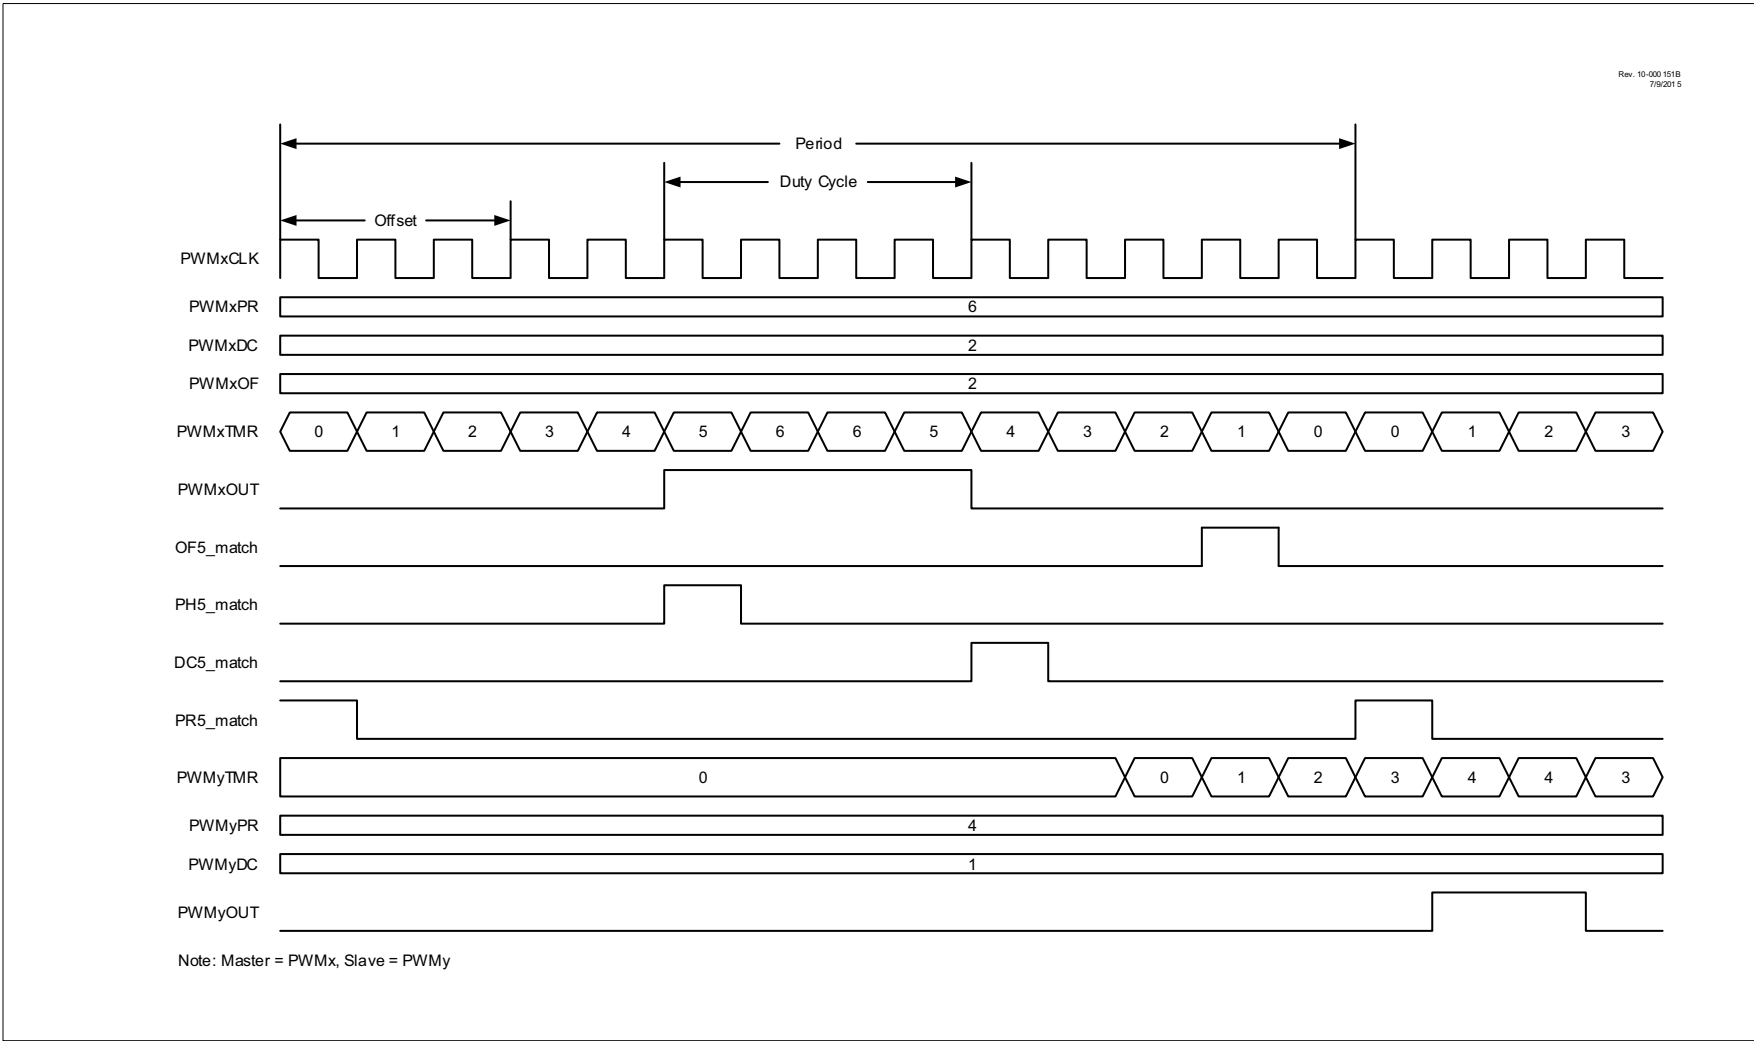 Rev. 10-000 151B
7/9/201 5
Period
Duty Cycle
Offset
PWMxCLK
PWMxPR 6
PWMxDC 2
PWMxOF 2
PWMxTMR 0 1 2 3 4 5 6 6 5 4 3 2 1 0 0 1 2 3
PWMxOUT
OF5_match
PH5_match
DC5_match
PR5_match
PWMyTMR 0 0 1 2 3 4 4 3
PWMyPR 4
PWMyDC 1
PWMyOUT
Note: Master = PWMx, Slave = PWMy